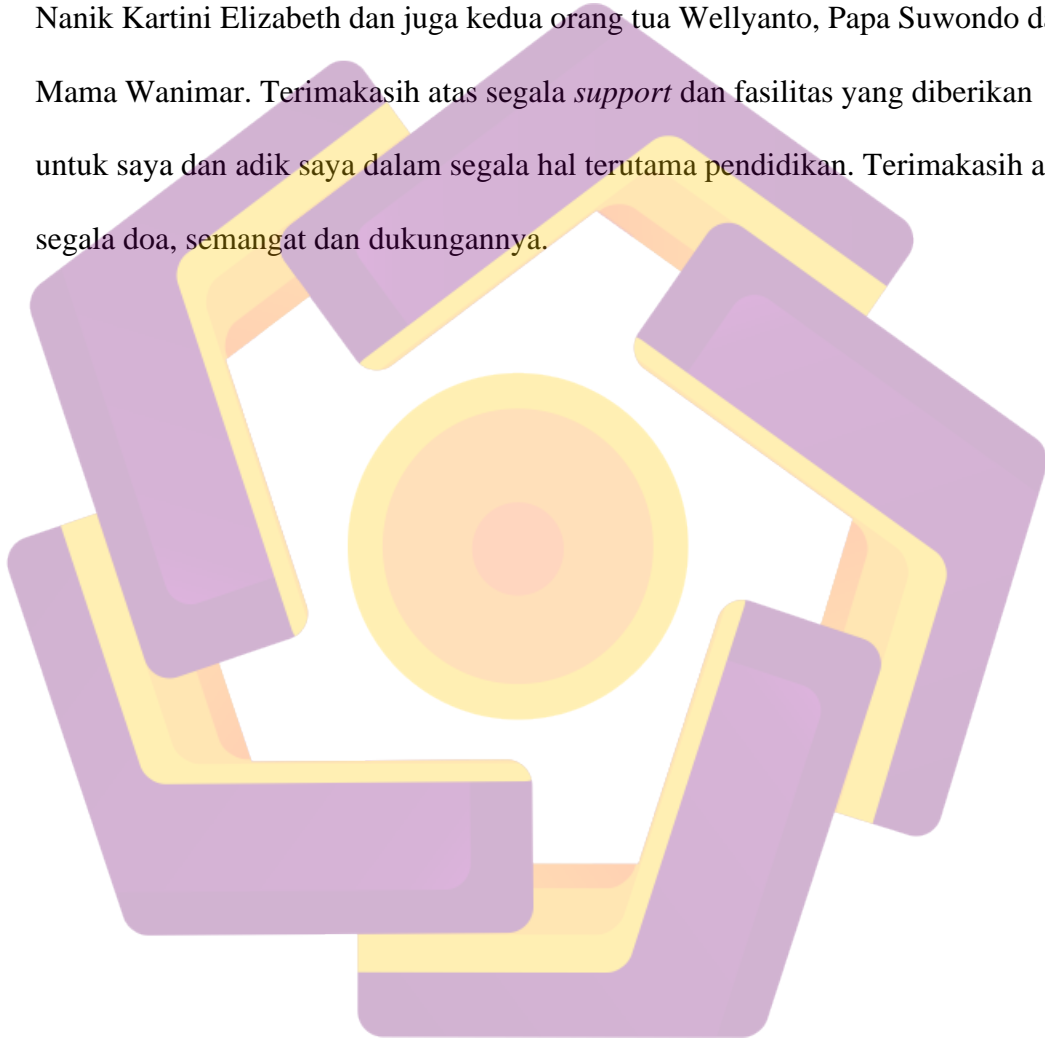 Nanik Kartini Elizabeth dan juga kedua orang tua Wellyanto, Papa Suwondo
Mama Wanimar. Terimakasih atas segala support dan fasilitas yang diberikan
untuk saya dan adik saya dalam segala hal terutama pendidikan. Terimakasih
segala doa, semangat dan dukungannya.